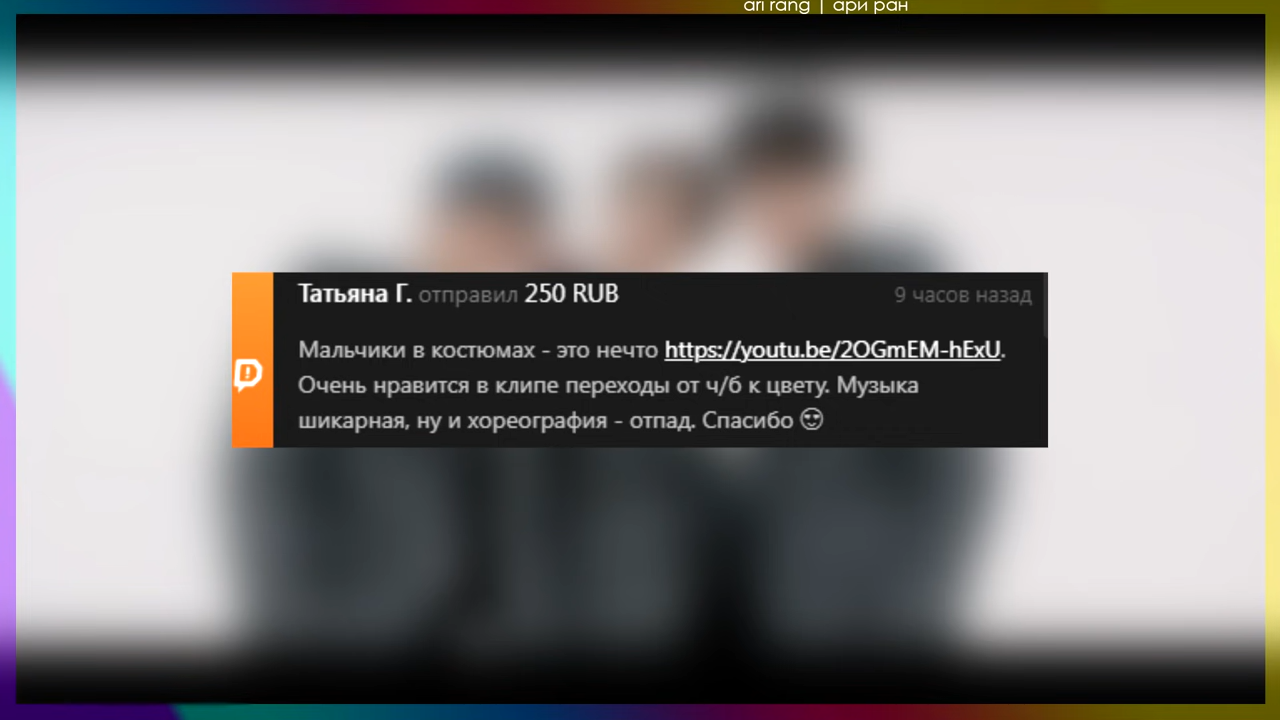 ari rang | ари ран
Татьяна Г. отправил 250 RUB
9 часов назад
Мальчики в костюмах - это нечто https://youtu.be/2OGmEM-hExU.
Очень нравится в клипе переходы от ч/б к цвету. Музыка
шикарная, ну и хореография - отпад. Спасибо 😍